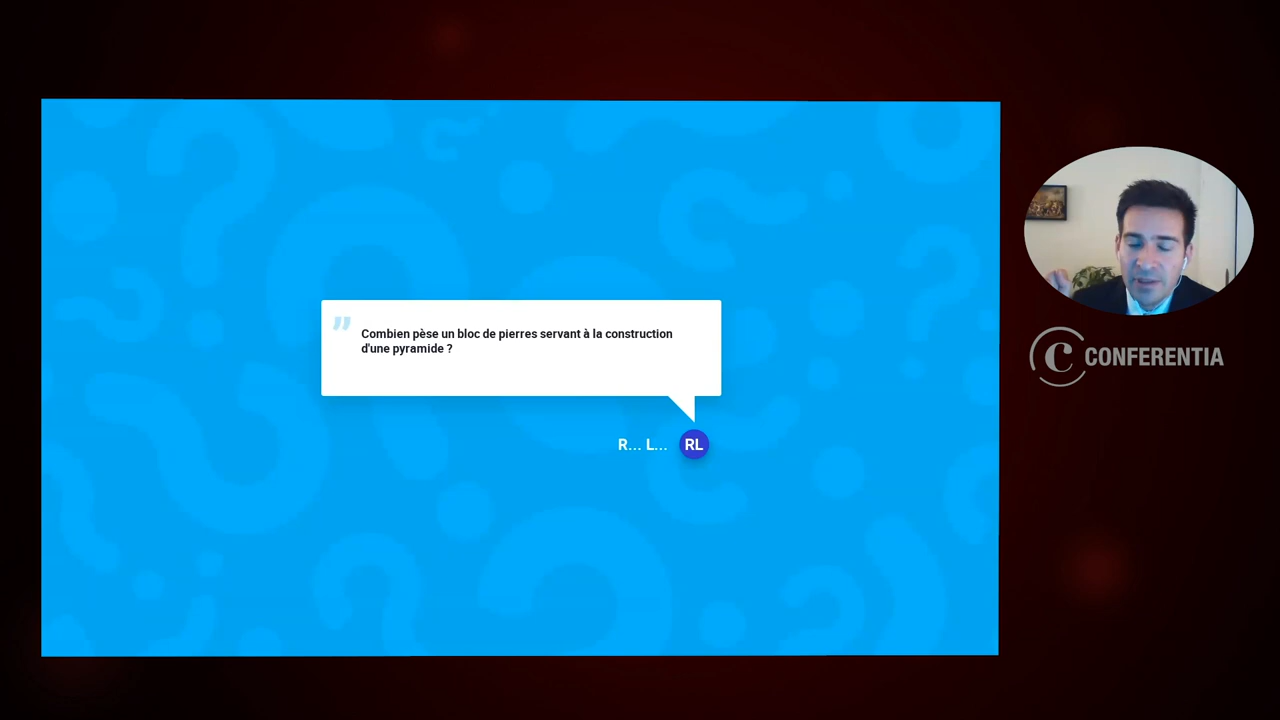 Combien pèse un bloc de pierres servant à la construction
d'une pyramide ?
R... L... RL
C CONFERENTIA